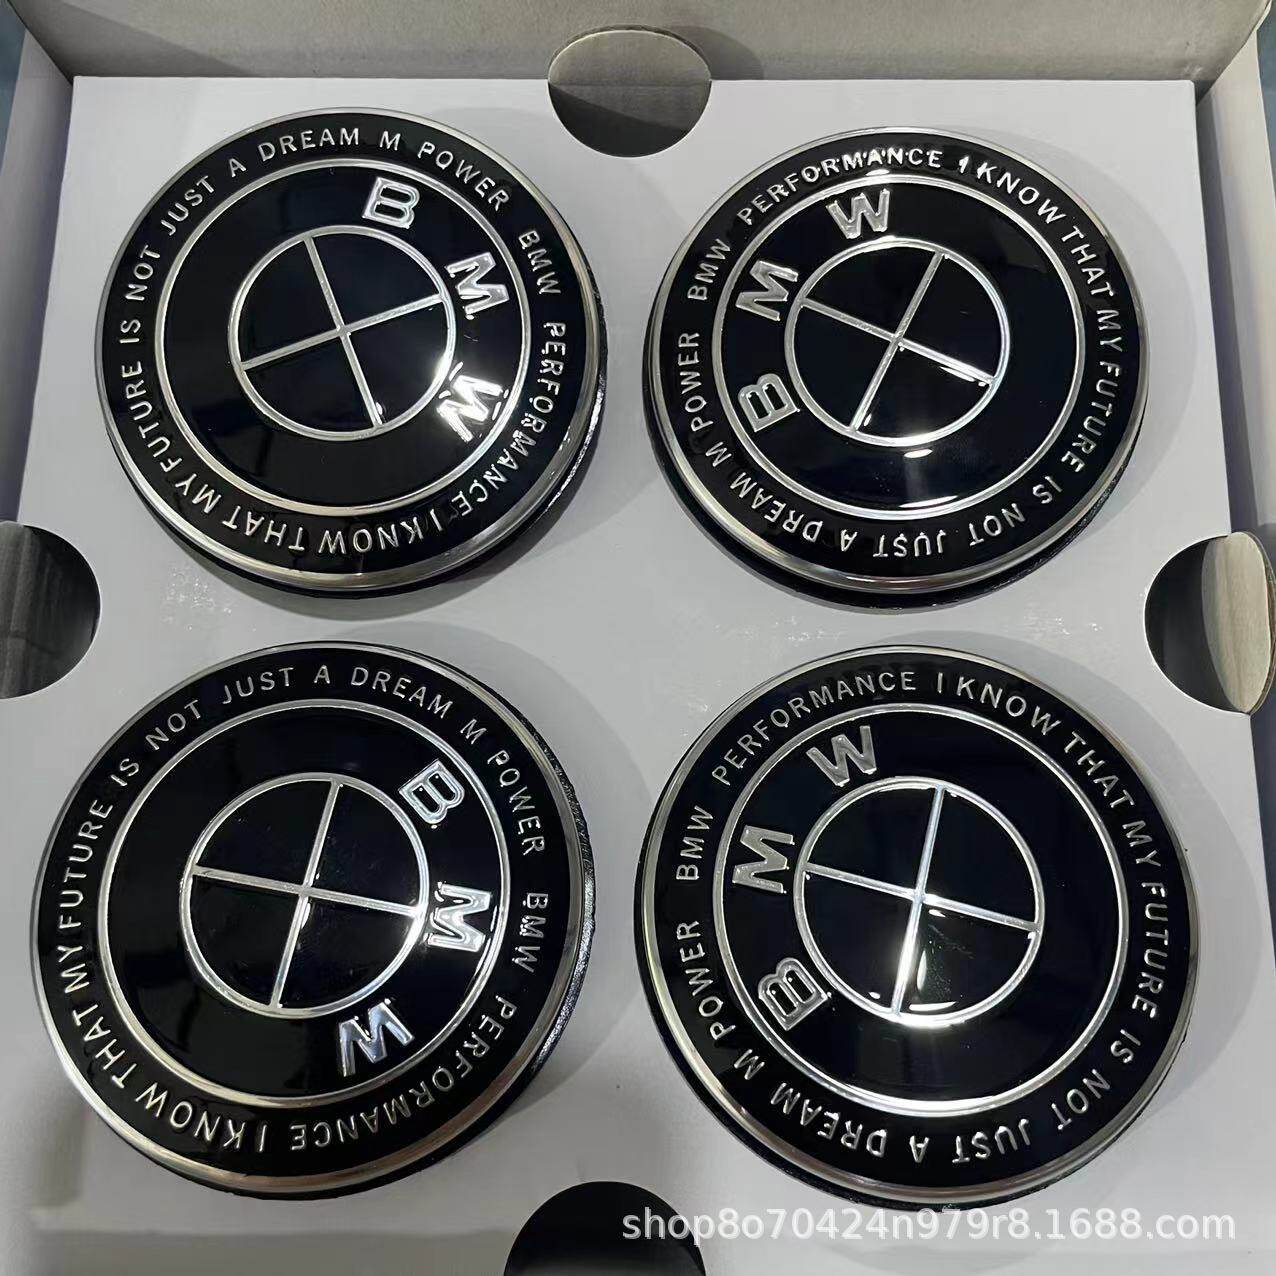 I KNOW THAT MY FUTURE IS NOT JUST A DREAM M POWER BMW PERFORMANCE
BMW
BMW PERFORMANCE I KNOW THAT MY FUTURE IS NOT JUST A DREAM M POWER
BMW
I KNOW THAT MY FUTURE IS NOT JUST A DREAM M POWER BMW PERFORMANCE
BMW
BMW PERFORMANCE I KNOW THAT MY FUTURE IS NOT JUST A DREAM M POWER
BMW
shop8o70424n979r8.1688.com